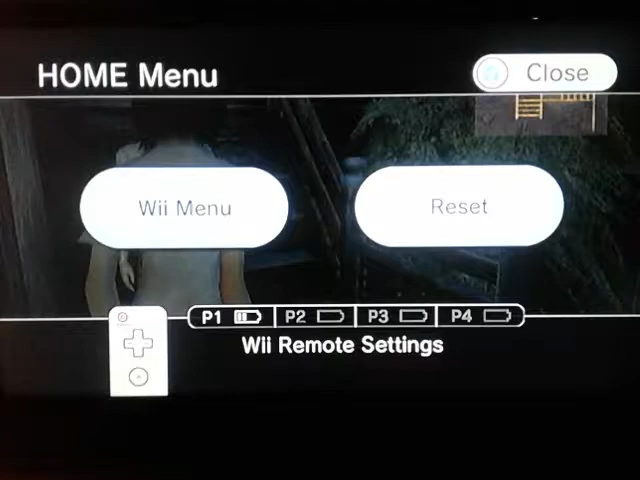 HOME Menu
Close
Wii Menu
Reset
P1 P2 P3 P4
Wii Remote Settings